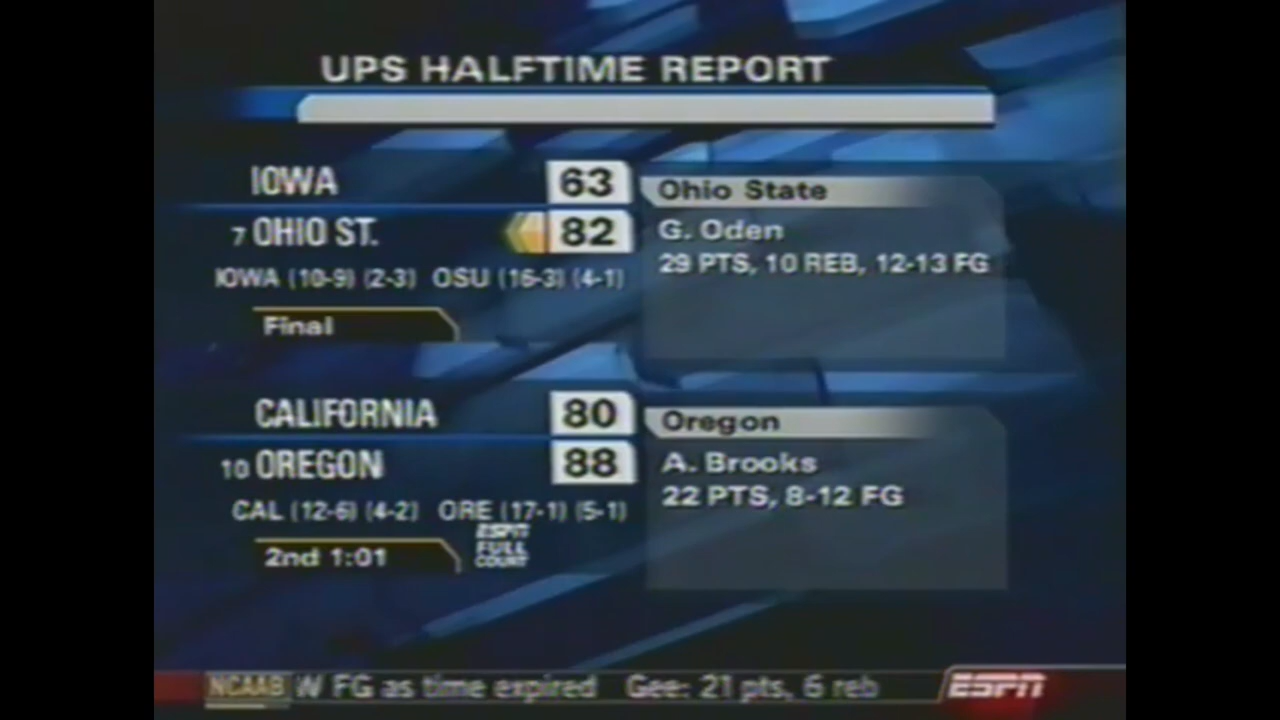 UPS HALFTIME REPORT
IOWA 63
7 OHIO ST. 82
IOWA (10-9) (2-3) OSU (16-3) (4-1)
Final
Ohio State
G. Oden
29 PTS, 10 REB, 12-13 FG
CALIFORNIA 80
10 OREGON 88
CAL (12-6) (4-2) ORE (17-1) (5-1)
2nd 1:01
ESPN
FULL
COURT
Oregon
A. Brooks
22 PTS, 8-12 FG
NCAAB W FG as time expired Gee: 21 pts, 6 reb ESPN